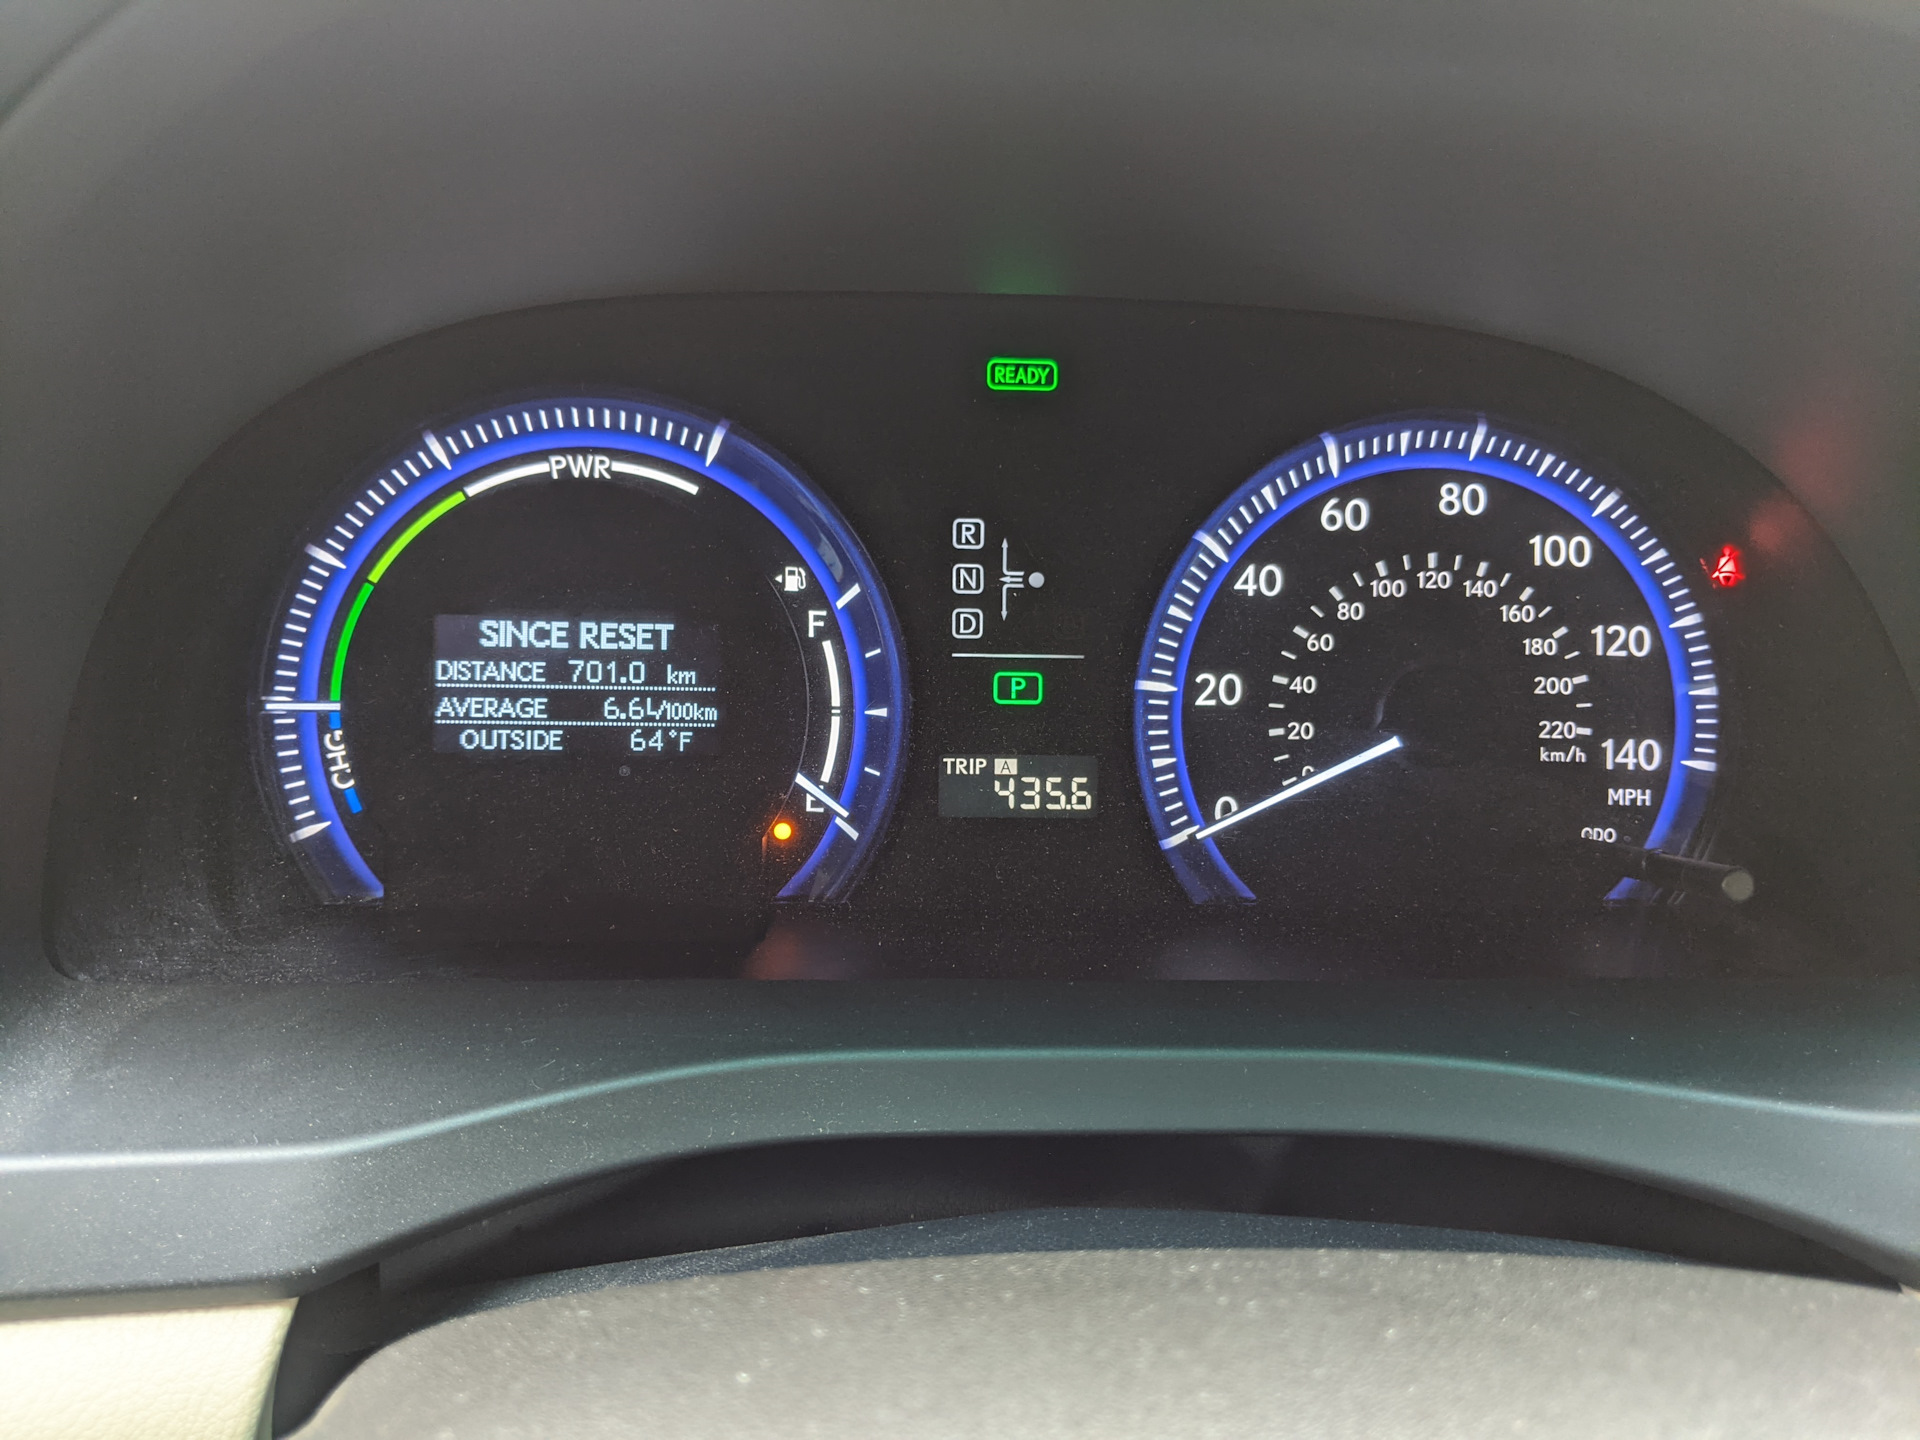 READY
PWR
CHG
F
E
SINCE RESET
DISTANCE 701.0 km
AVERAGE 6.6L/100km
OUTSIDE 64°F
R
N
D
P
TRIP A
435.6
0
20
40
60
80
100
120
140
MPH
0
20
40
60
80
100
120
140
160
180
200
220
km/h
ODO